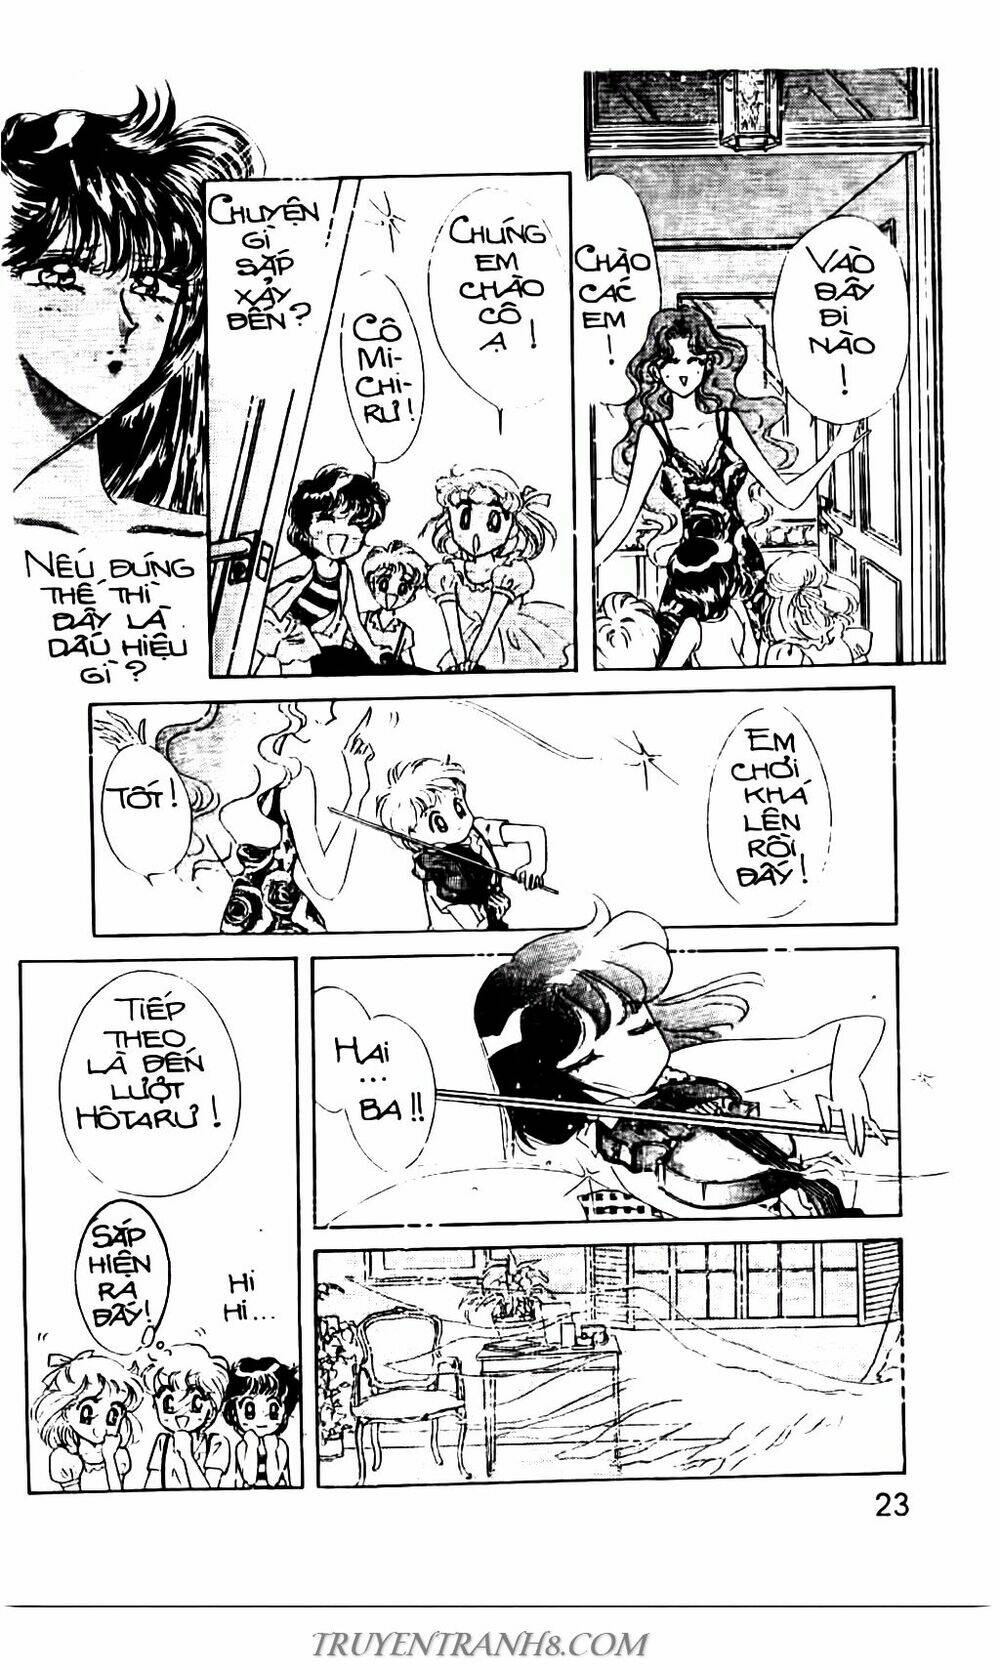 CHUYỆN
GÌ
SẮP
XẢY
ĐẾN?
NẾU ĐÚNG
THẾ THÌ
ĐÂY LÀ
DẤU HIỆU
GÌ?
CÔ
MI-
CHI-
RƯ!
CHÚNG
EM
CHÀO
CÔ
Ạ!
CHÀO
CÁC
EM!
VÀO
ĐÂY
ĐI
NÀO
!
TỐT!
EM
CHƠI
KHÁ
LÊN
RỒI
ĐẤY!
TIẾP
THEO
LÀ ĐẾN
LƯỢT
HÔTARƯ!
SẮP
HIỆN
RA
ĐÂY!
HI
HI...
HAI
...
BA!!
23
TRUYENTRANH8.COM